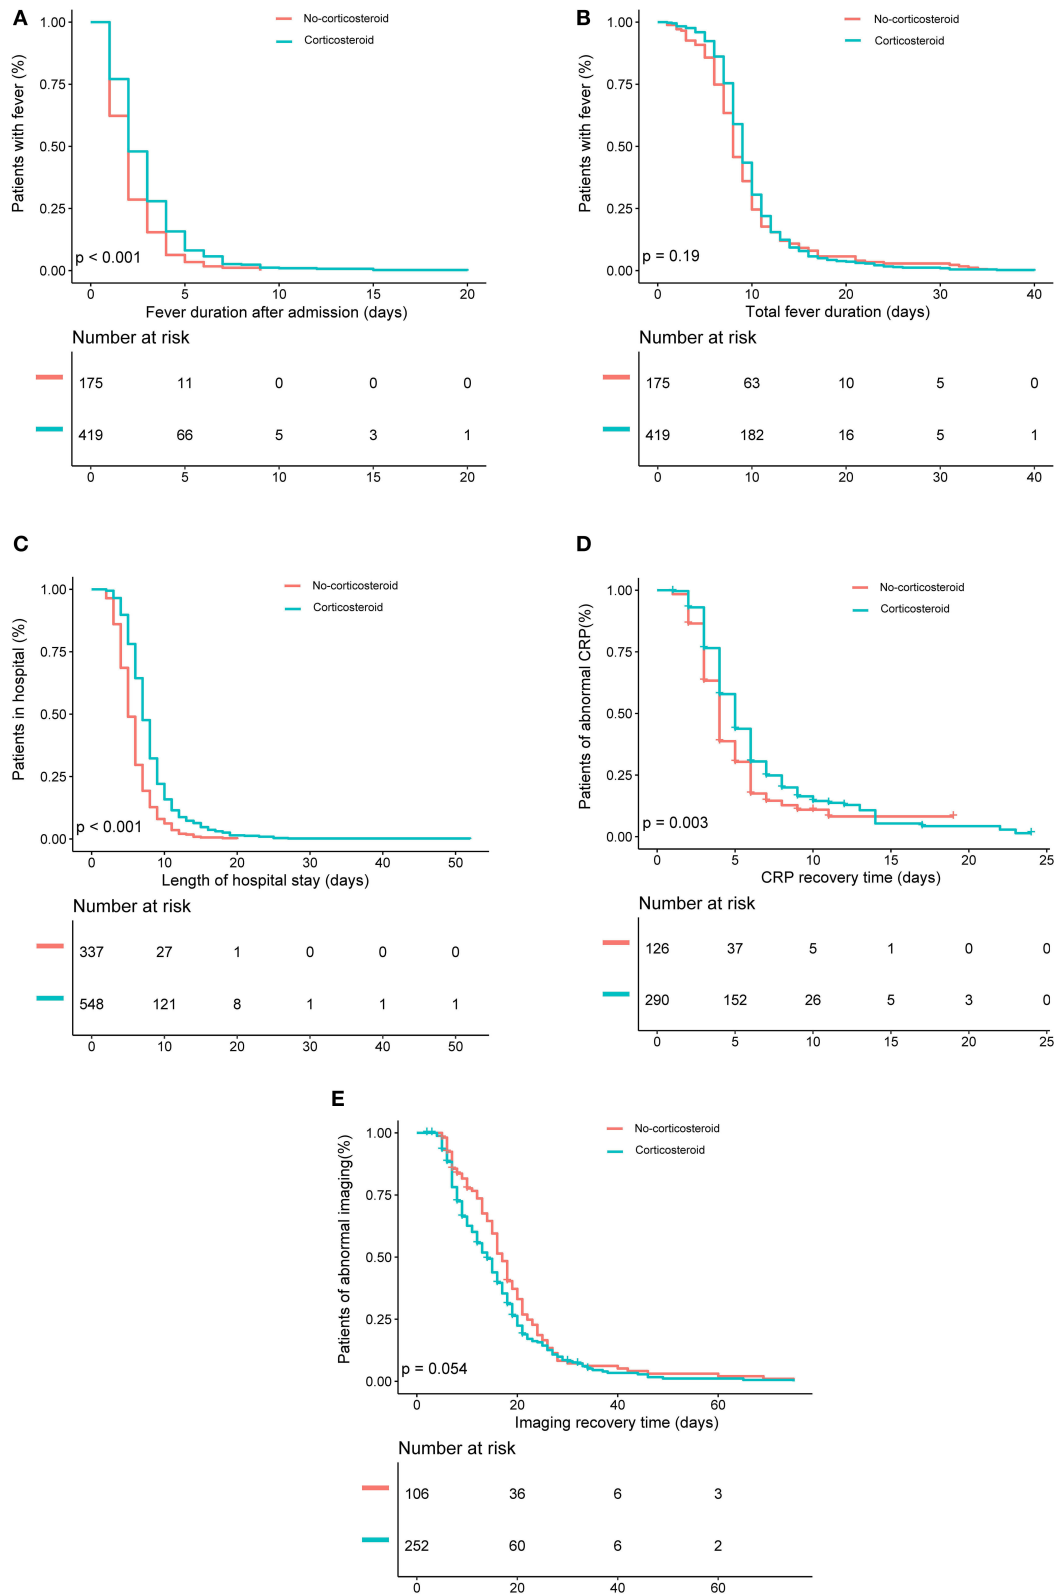 A
No-corticosteroid
Corticosteroid
Patients with fever (%)
1.00
0.75
0.50
0.25
0.00
p < 0.001
0 5 10 15 20
Fever duration after admission (days)
Number at risk
175 11 0 0 0
419 66 5 3 1
0 5 10 15 20
B
No-corticosteroid
Corticosteroid
Patients with fever (%)
1.00
0.75
0.50
0.25
0.00
p = 0.19
0 10 20 30 40
Total fever duration (days)
Number at risk
175 63 10 5 0
419 182 16 5 1
0 10 20 30 40
C
No-corticosteroid
Corticosteroid
Patients in hospital (%)
1.00
0.75
0.50
0.25
0.00
p < 0.001
0 10 20 30 40 50
Length of hospital stay (days)
Number at risk
337 27 1 0 0 0
548 121 8 1 1 1
0 10 20 30 40 50
D
No-corticosteroid
Corticosteroid
Patients of abnormal CRP(%)
1.00
0.75
0.50
0.25
0.00
p = 0.003
0 5 10 15 20 25
CRP recovery time (days)
Number at risk
126 37 5 1 0 0
290 152 26 5 3 0
0 5 10 15 20 25
E
No-corticosteroid
Corticosteroid
Patients of abnormal imaging(%)
1.00
0.75
0.50
0.25
0.00
p = 0.054
0 20 40 60
Imaging recovery time (days)
Number at risk
106 36 6 3
252 60 6 2
0 20 40 60